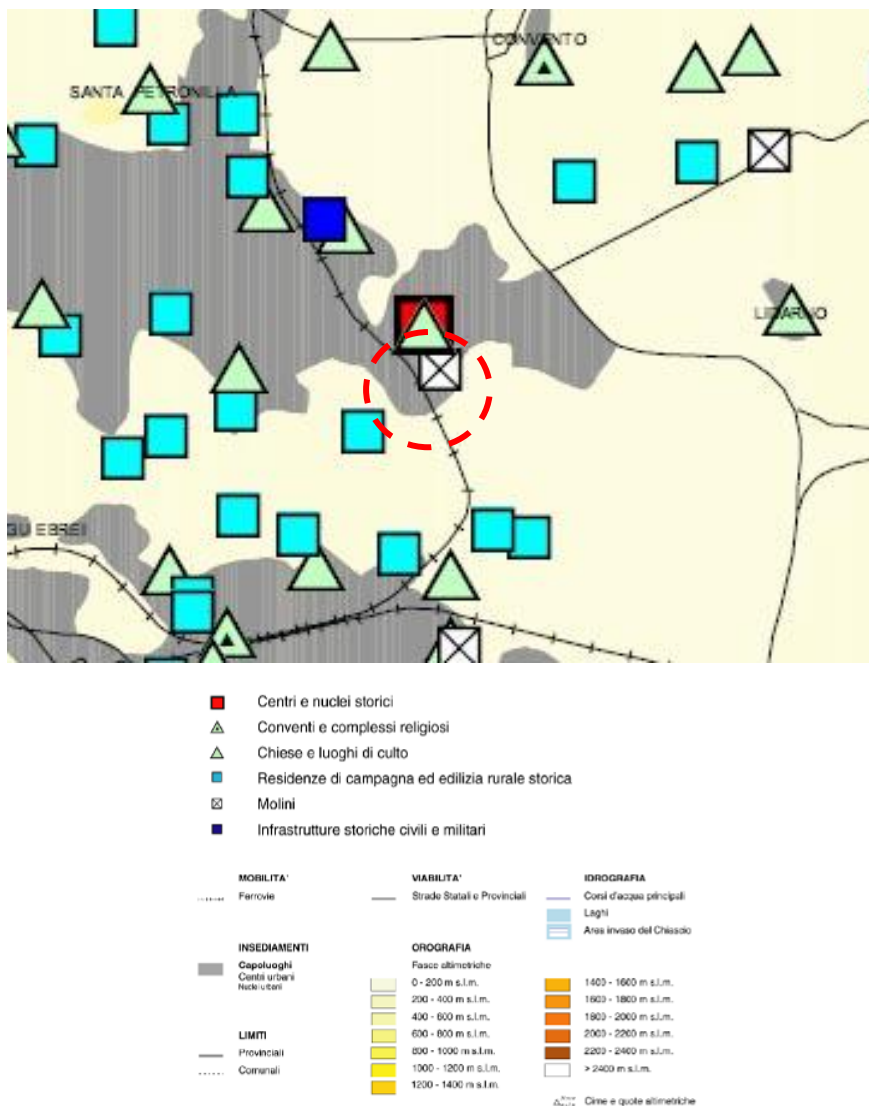 CONVENTO
SANTA PETRONILLA
LIDARNO
GLI EBREI
Centri e nuclei storici
Conventi e complessi religiosi
Chiese e luoghi di culto
Residenze di campagna ed edilizia rurale storica
Molini
Infrastrutture storiche civili e militari
MOBILITA' VIABILITA' IDROGRAFIA
Ferrovie Strade Statali e Provinciali Corsi d'acqua principali
Laghi
Area invaso del Chiascio
INSEDIAMENTI OROGRAFIA
Capoluoghi Fasce altimetriche
Centri urbani
Nuclei urbani
0 - 200 m s.l.m. 1400 - 1600 m s.l.m.
200 - 400 m s.l.m. 1600 - 1800 m s.l.m.
400 - 600 m s.l.m. 1800 - 2000 m s.l.m.
LIMITI 600 - 800 m s.l.m. 2000 - 2200 m s.l.m.
Provinciali 800 - 1000 m s.l.m. 2200 - 2400 m s.l.m.
Comunali 1000 - 1200 m s.l.m. > 2400 m s.l.m.
1200 - 1400 m s.l.m.
Cime e quote altimetriche